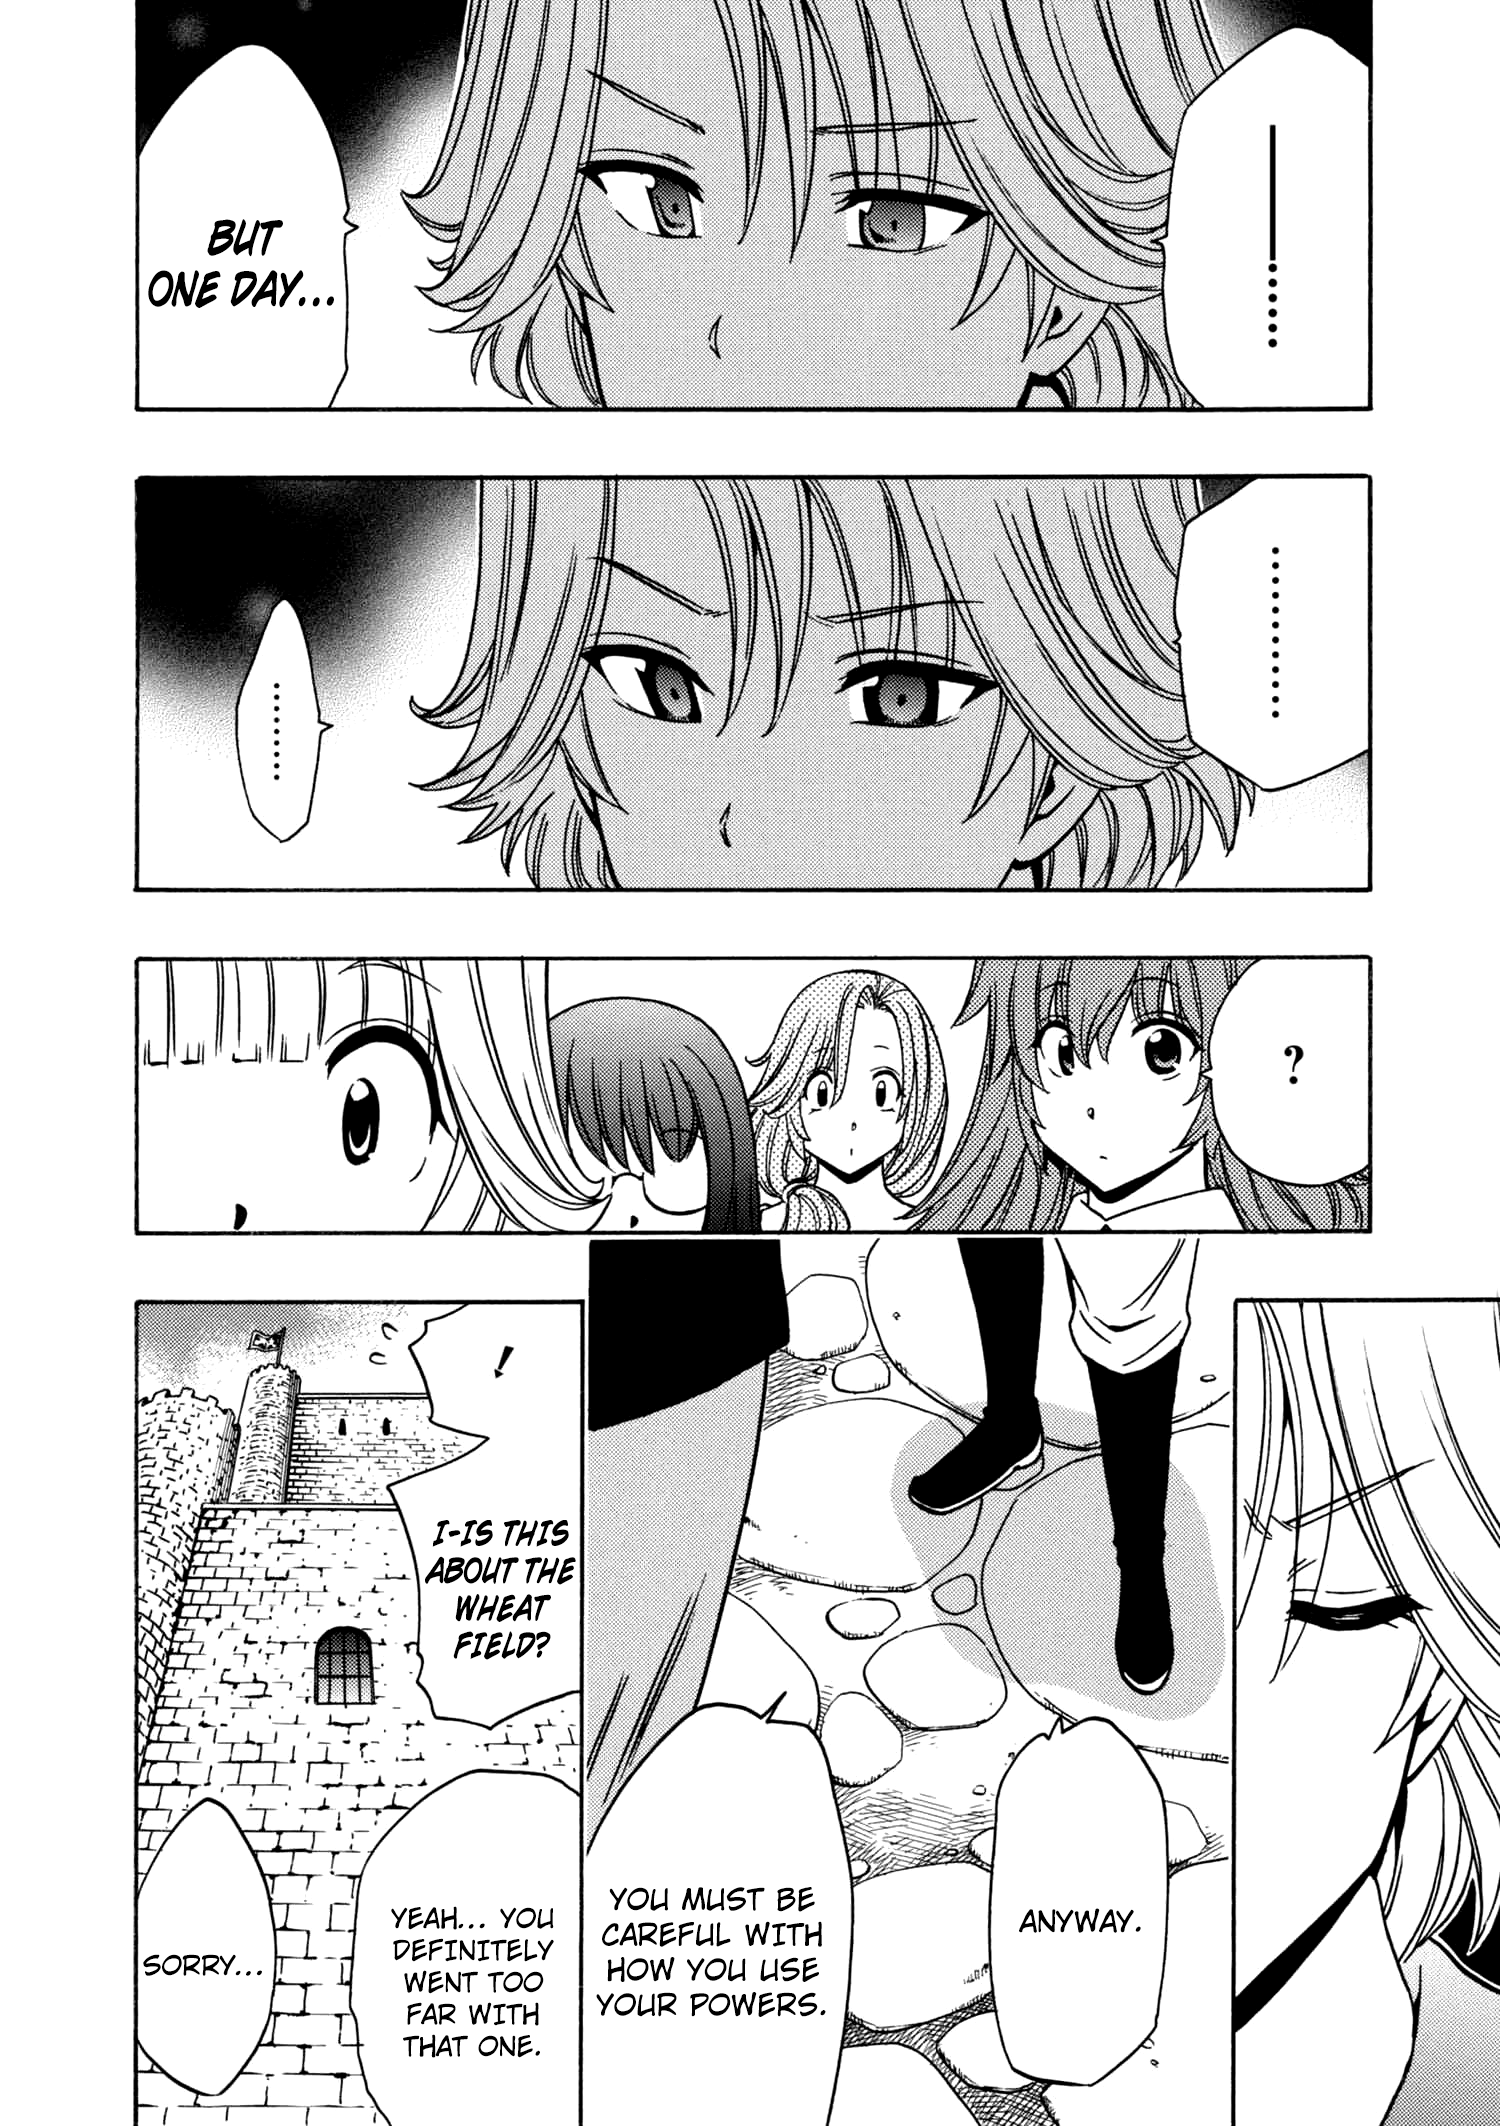 ――………
BUT
ONE DAY...
………
………
?
ANYWAY.
YOU MUST BE
CAREFUL WITH
HOW YOU USE
YOUR POWERS.
!
I-IS THIS
ABOUT THE
WHEAT
FIELD?
YEAH... YOU
DEFINITELY
WENT TOO
FAR WITH
THAT ONE.
SORRY...